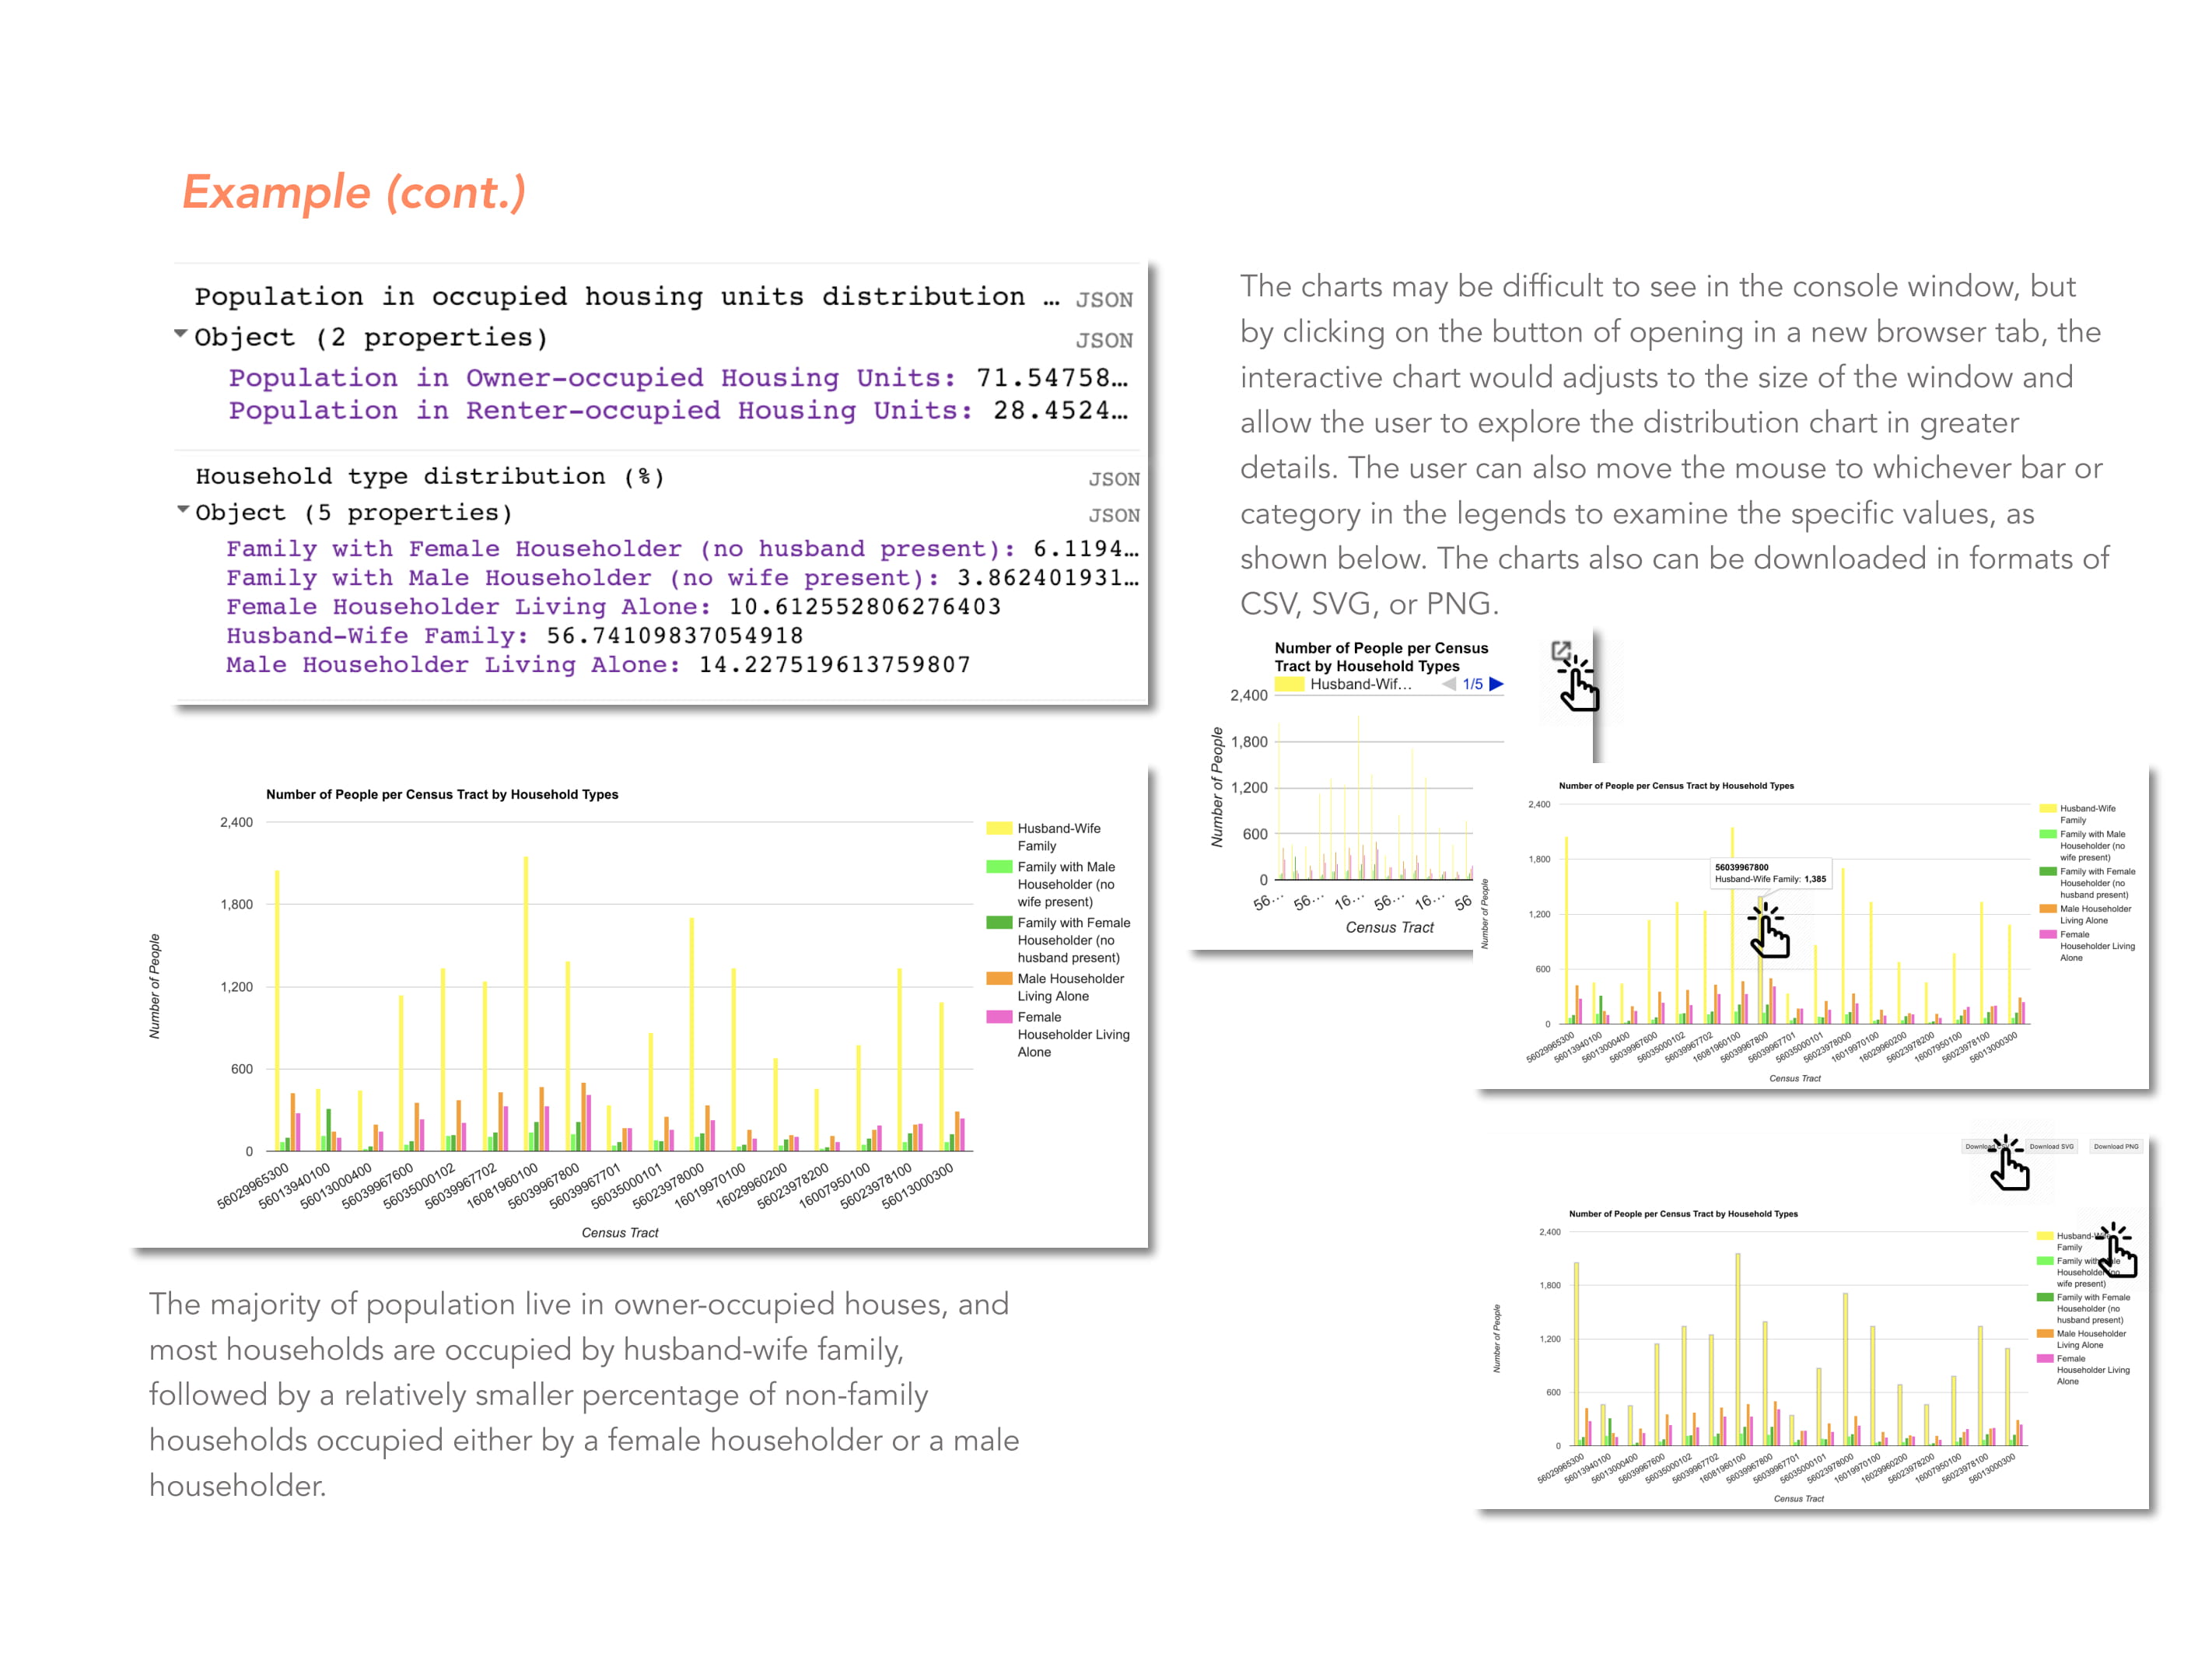 Example (cont.)
Population in occupied housing units distribution … JSON
Object (2 properties) JSON
Population in Owner-occupied Housing Units: 71.54758…
Population in Renter-occupied Housing Units: 28.4524…
Household type distribution (%) JSON
Object (5 properties) JSON
Family with Female Householder (no husband present): 6.1194…
Family with Male Householder (no wife present): 3.862401931…
Female Householder Living Alone: 10.612552806276403
Husband-Wife Family: 56.74109837054918
Male Householder Living Alone: 14.227519613759807
Number of People per Census Tract by Household Types
2,400
1,800
1,200
600
0
Number of People
56029965300
56013940100
56013000400
56039967600
56035000102
56039967702
16081960100
56039967800
56039967701
56035000101
56023978000
16019970100
16029960200
56023978200
16007950100
56023978100
56013000300
Census Tract
Husband-Wife
Family
Family with Male
Householder (no
wife present)
Family with Female
Householder (no
husband present)
Male Householder
Living Alone
Female
Householder Living
Alone
The majority of population live in owner-occupied houses, and
most households are occupied by husband-wife family,
followed by a relatively smaller percentage of non-family
households occupied either by a female householder or a male
householder.
The charts may be difficult to see in the console window, but
by clicking on the button of opening in a new browser tab, the
interactive chart would adjusts to the size of the window and
allow the user to explore the distribution chart in greater
details. The user can also move the mouse to whichever bar or
category in the legends to examine the specific values, as
shown below. The charts also can be downloaded in formats of
CSV, SVG, or PNG.
Number of People per Census
Tract by Household Types
Husband-Wif… 1/5
2,400
1,800
1,200
600
0
Number of People
56…
56…
16…
56…
16…
56
Census Tract
Number of People per Census Tract by Household Types
2,400
1,800
1,200
600
0
Number of People
56039967800
Husband-Wife Family: 1,385
56029965300
56013940100
56013000400
56039967600
56035000102
56039967702
16081960100
56039967800
56039967701
56035000101
56023978000
16019970100
16029960200
56023978200
16007950100
56023978100
56013000300
Census Tract
Husband-Wife
Family
Family with Male
Householder (no
wife present)
Family with Female
Householder (no
husband present)
Male Householder
Living Alone
Female
Householder Living
Alone
Download Download SVG Download PNG
Number of People per Census Tract by Household Types
2,400
1,800
1,200
600
0
Number of People
56029965300
56013940100
56013000400
56039967600
56035000102
56039967702
16081960100
56039967800
56039967701
56035000101
56023978000
16019970100
16029960200
56023978200
16007950100
56023978100
56013000300
Census Tract
Husband-
Family
Family with
Householder
wife present)
Family with Female
Householder (no
husband present)
Male Householder
Living Alone
Female
Householder Living
Alone